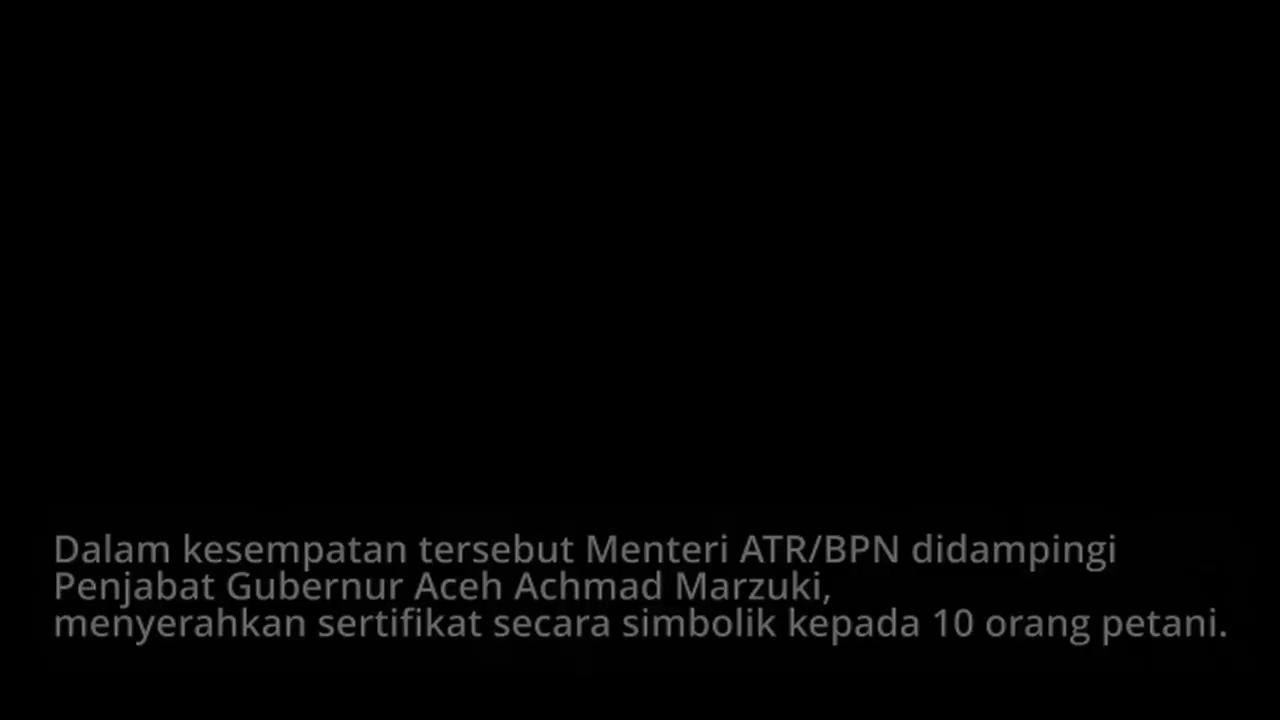 Dalam kesempatan tersebut Menteri ATR/BPN didampingi
Penjabat Gubernur Aceh Achmad Marzuki,
menyerahkan sertifikat secara simbolik kepada 10 orang petani.